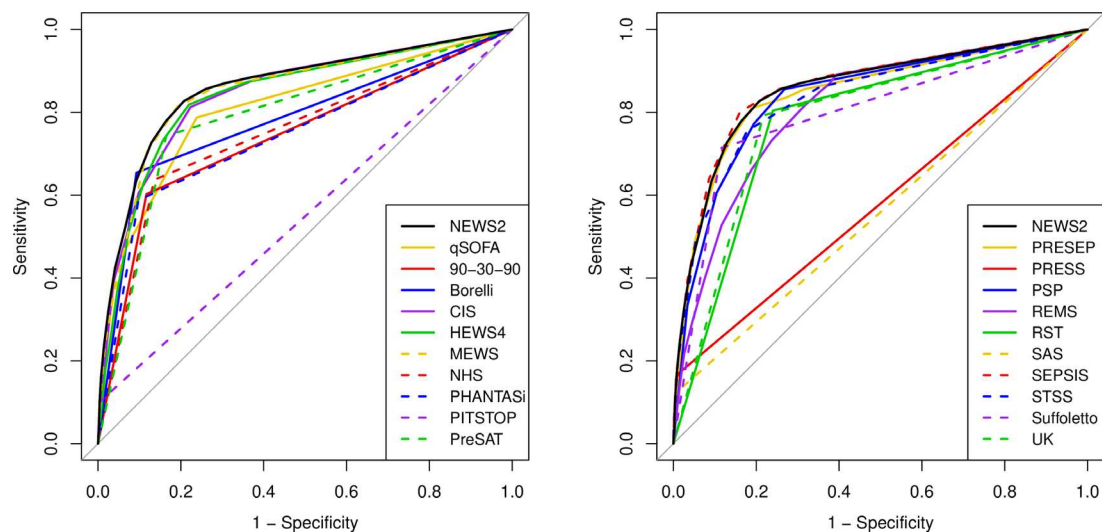 1.0
0.8
0.6
0.4
0.2
0.0
Sensitivity
NEWS2
qSOFA
90−30−90
Borelli
CIS
HEWS4
MEWS
NHS
PHANTASi
PITSTOP
PreSAT
0.0 0.2 0.4 0.6 0.8 1.0
1 − Specificity
1.0
0.8
0.6
0.4
0.2
0.0
Sensitivity
NEWS2
PRESEP
PRESS
PSP
REMS
RST
SAS
SEPSIS
STSS
Suffoletto
UK
0.0 0.2 0.4 0.6 0.8 1.0
1 − Specificity